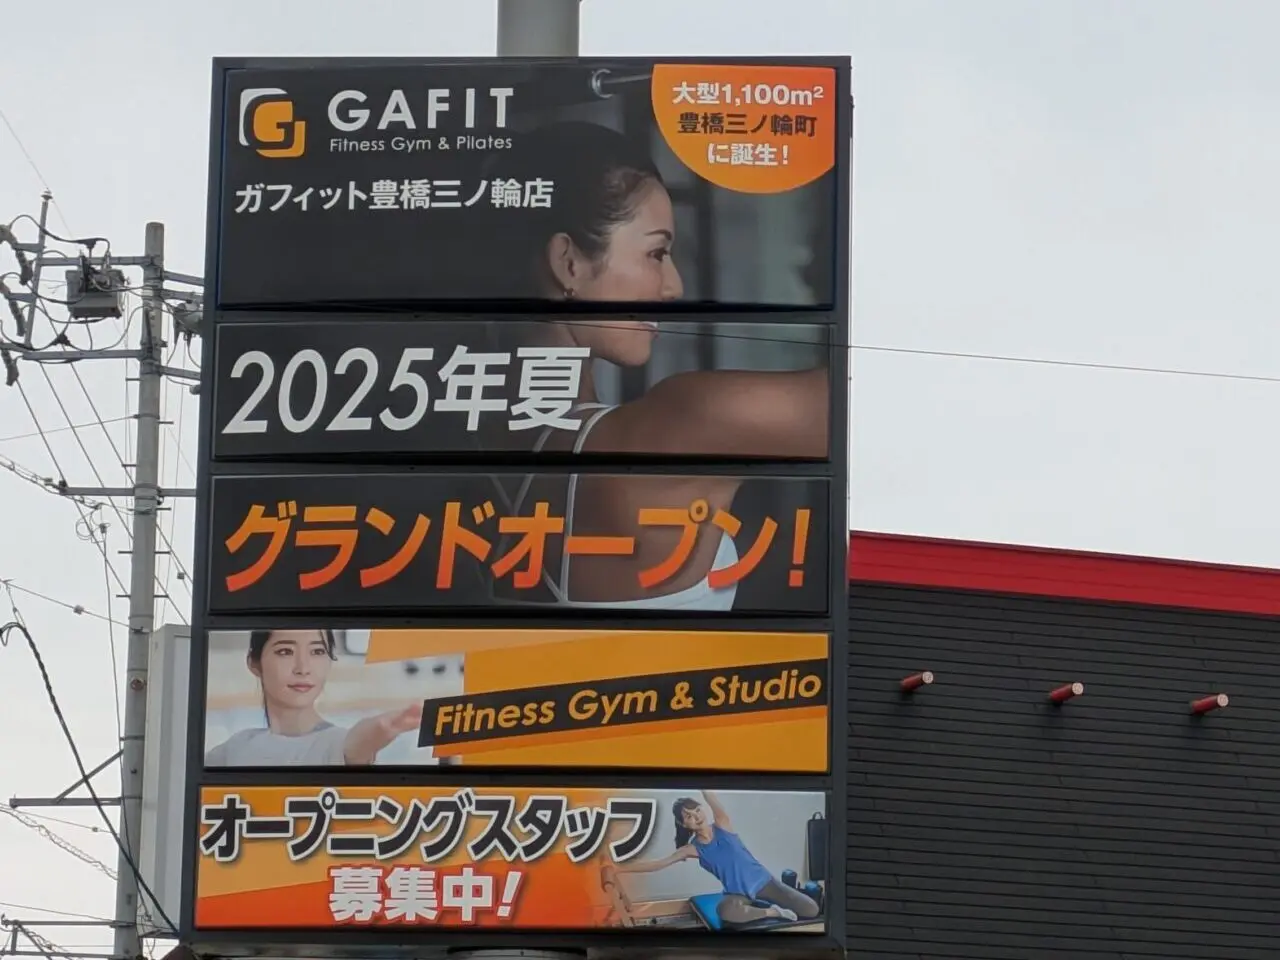 GAFIT
Fitness Gym & Pilates
ガフィット豊橋三ノ輪店
大型1,100m²
豊橋三ノ輪町
に誕生!
2025年夏
グランドオープン!
Fitness Gym & Studio
オープニングスタッフ
募集中!